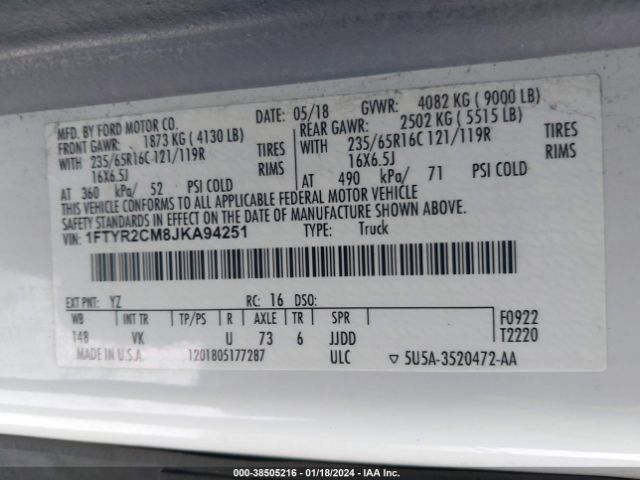 MFD. BY FORD MOTOR CO.
DATE: 05/18 GVWR: 4082 KG ( 9000 LB)
FRONT GAWR: 1873 KG ( 4130 LB)
REAR GAWR: 2502 KG ( 5515 LB)
WITH 235/65R16C 121/119R TIRES
WITH 235/65R16C 121/119R TIRES
16X6.5J RIMS
16X6.5J RIMS
AT 360 kPa/ 52 PSI COLD
AT 490 kPa/ 71 PSI COLD
THIS VEHICLE CONFORMS TO ALL APPLICABLE FEDERAL MOTOR VEHICLE
SAFETY STANDARDS IN EFFECT ON THE DATE OF MANUFACTURE SHOWN ABOVE.
VIN: 1FTYR2CM8JKA94251 TYPE: Truck
EXT PNT: YZ RC: 16 DSO:
WB INT TR TP/PS R AXLE TR SPR F0922
148 VK U 73 6 JJDD T2220
MADE IN U.S.A. 1201805177287 ULC 5U5A-3520472-AA
000-38505216 - 01/18/2024 - IAA Inc.